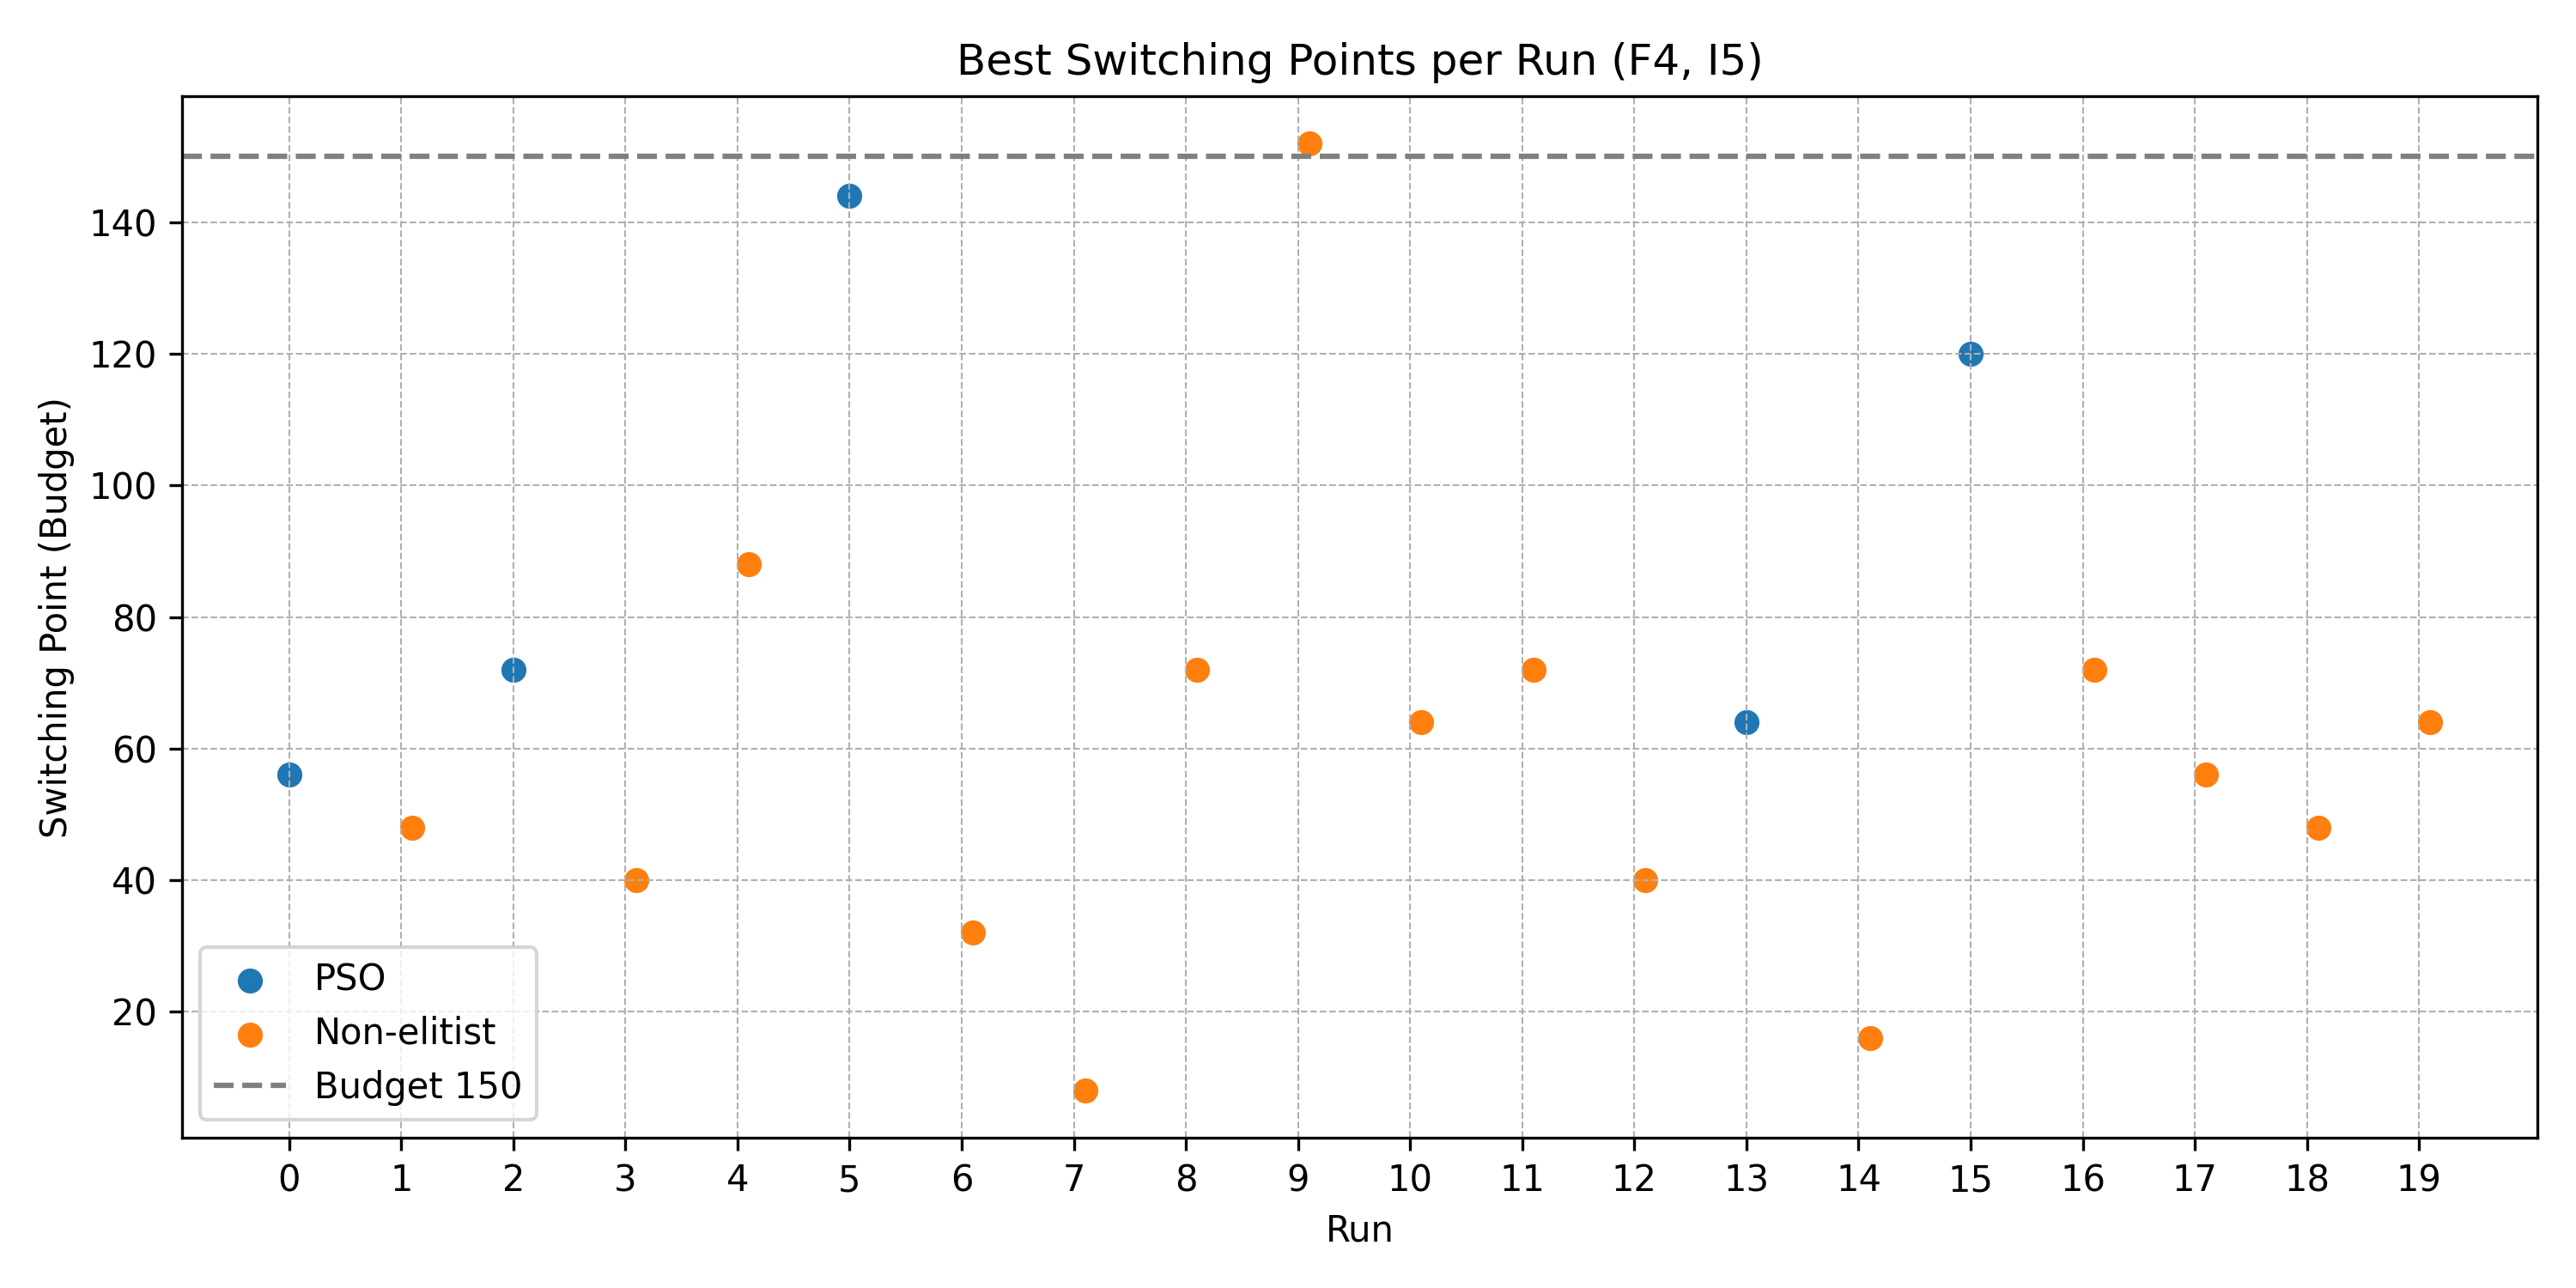 Best Switching Points per Run (F4, I5)
Switching Point (Budget)
140
120
100
80
60
40
20
PSO
Non-elitist
Budget 150
0 1 2 3 4 5 6 7 8 9 10 11 12 13 14 15 16 17 18 19
Run